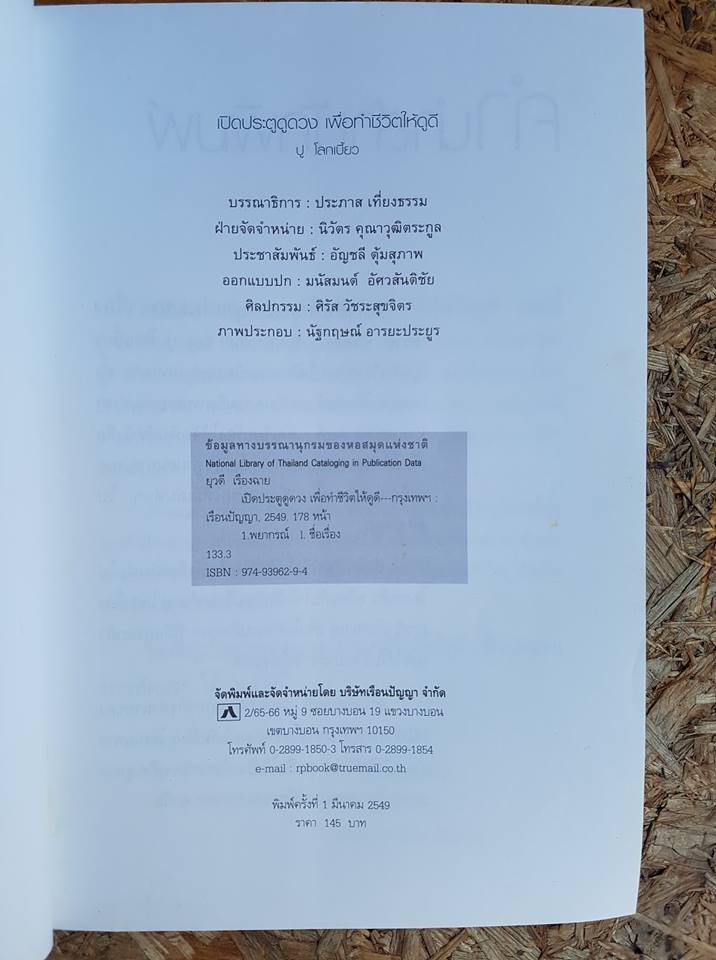 เปิดประตูดูดวง เพื่อทำชีวิตให้ดูดี
ปู โลกเบี้ยว
บรรณาธิการ : ประภาส เที่ยงธรรม
ฝ่ายจัดจำหน่าย : นิวัตร คุณาวุฒิตระกูล
ประชาสัมพันธ์ : อัญชลี ตุ้มสุภาพ
ออกแบบปก : มนัสมนต์ อัศวสันติชัย
ศิลปกรรม : ศิรัส วัชระสุขจิตร
ภาพประกอบ : นัฐกฤษณ์ อารยะประยูร
ข้อมูลทางบรรณานุกรมของหอสมุดแห่งชาติ
National Library of Thailand Cataloging in Publication Data
ยุวดี เรืองฉาย
เปิดประตูดูดวง เพื่อทำชีวิตให้ดูดี---กรุงเทพฯ :
เรือนปัญญา, 2549. 178 หน้า
1.พยากรณ์ I. ชื่อเรื่อง
133.3
ISBN : 974-93962-9-4
จัดพิมพ์และจัดจำหน่ายโดย บริษัทเรือนปัญญา จำกัด
2/65-66 หมู่ 9 ซอยบางบอน 19 แขวงบางบอน
เขตบางบอน กรุงเทพฯ 10150
โทรศัพท์ 0-2899-1850-3 โทรสาร 0-2899-1854
e-mail : rpbook@truemail.co.th
พิมพ์ครั้งที่ 1 มีนาคม 2549
ราคา 145 บาท